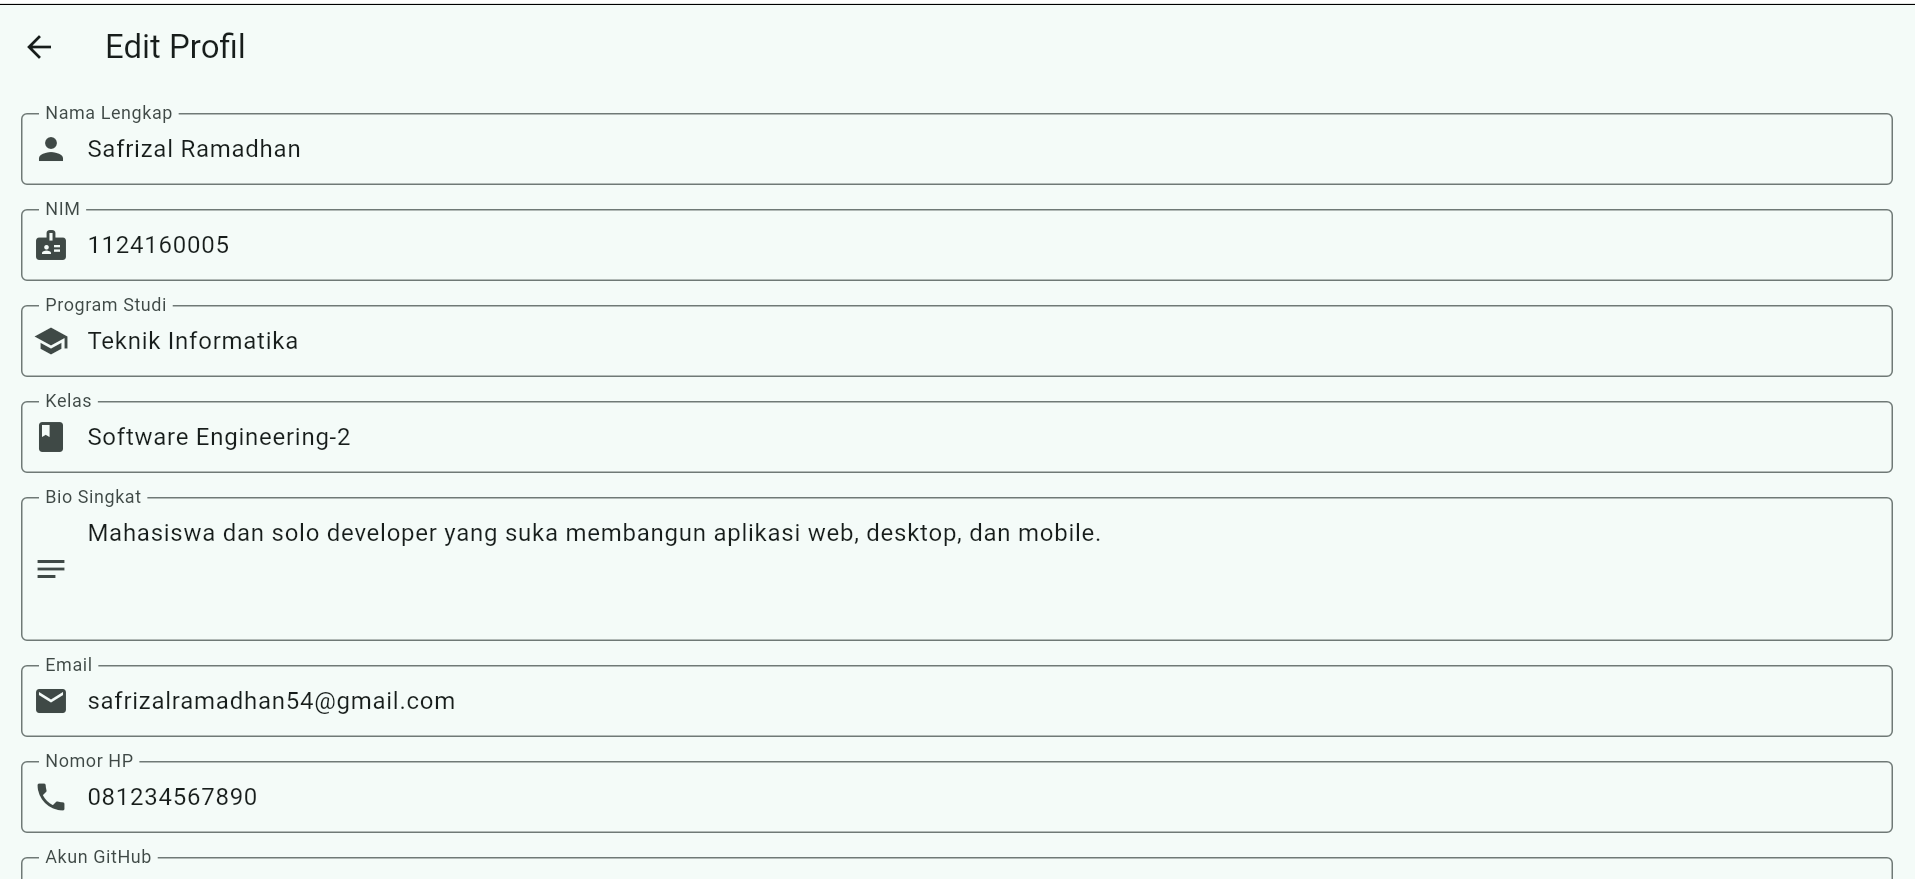 Edit Profil
Nama Lengkap
Safrizal Ramadhan
NIM
1124160005
Program Studi
Teknik Informatika
Kelas
Software Engineering-2
Bio Singkat
Mahasiswa dan solo developer yang suka membangun aplikasi web, desktop, dan mobile.
Email
safrizalramadhan54@gmail.com
Nomor HP
081234567890
Akun GitHub